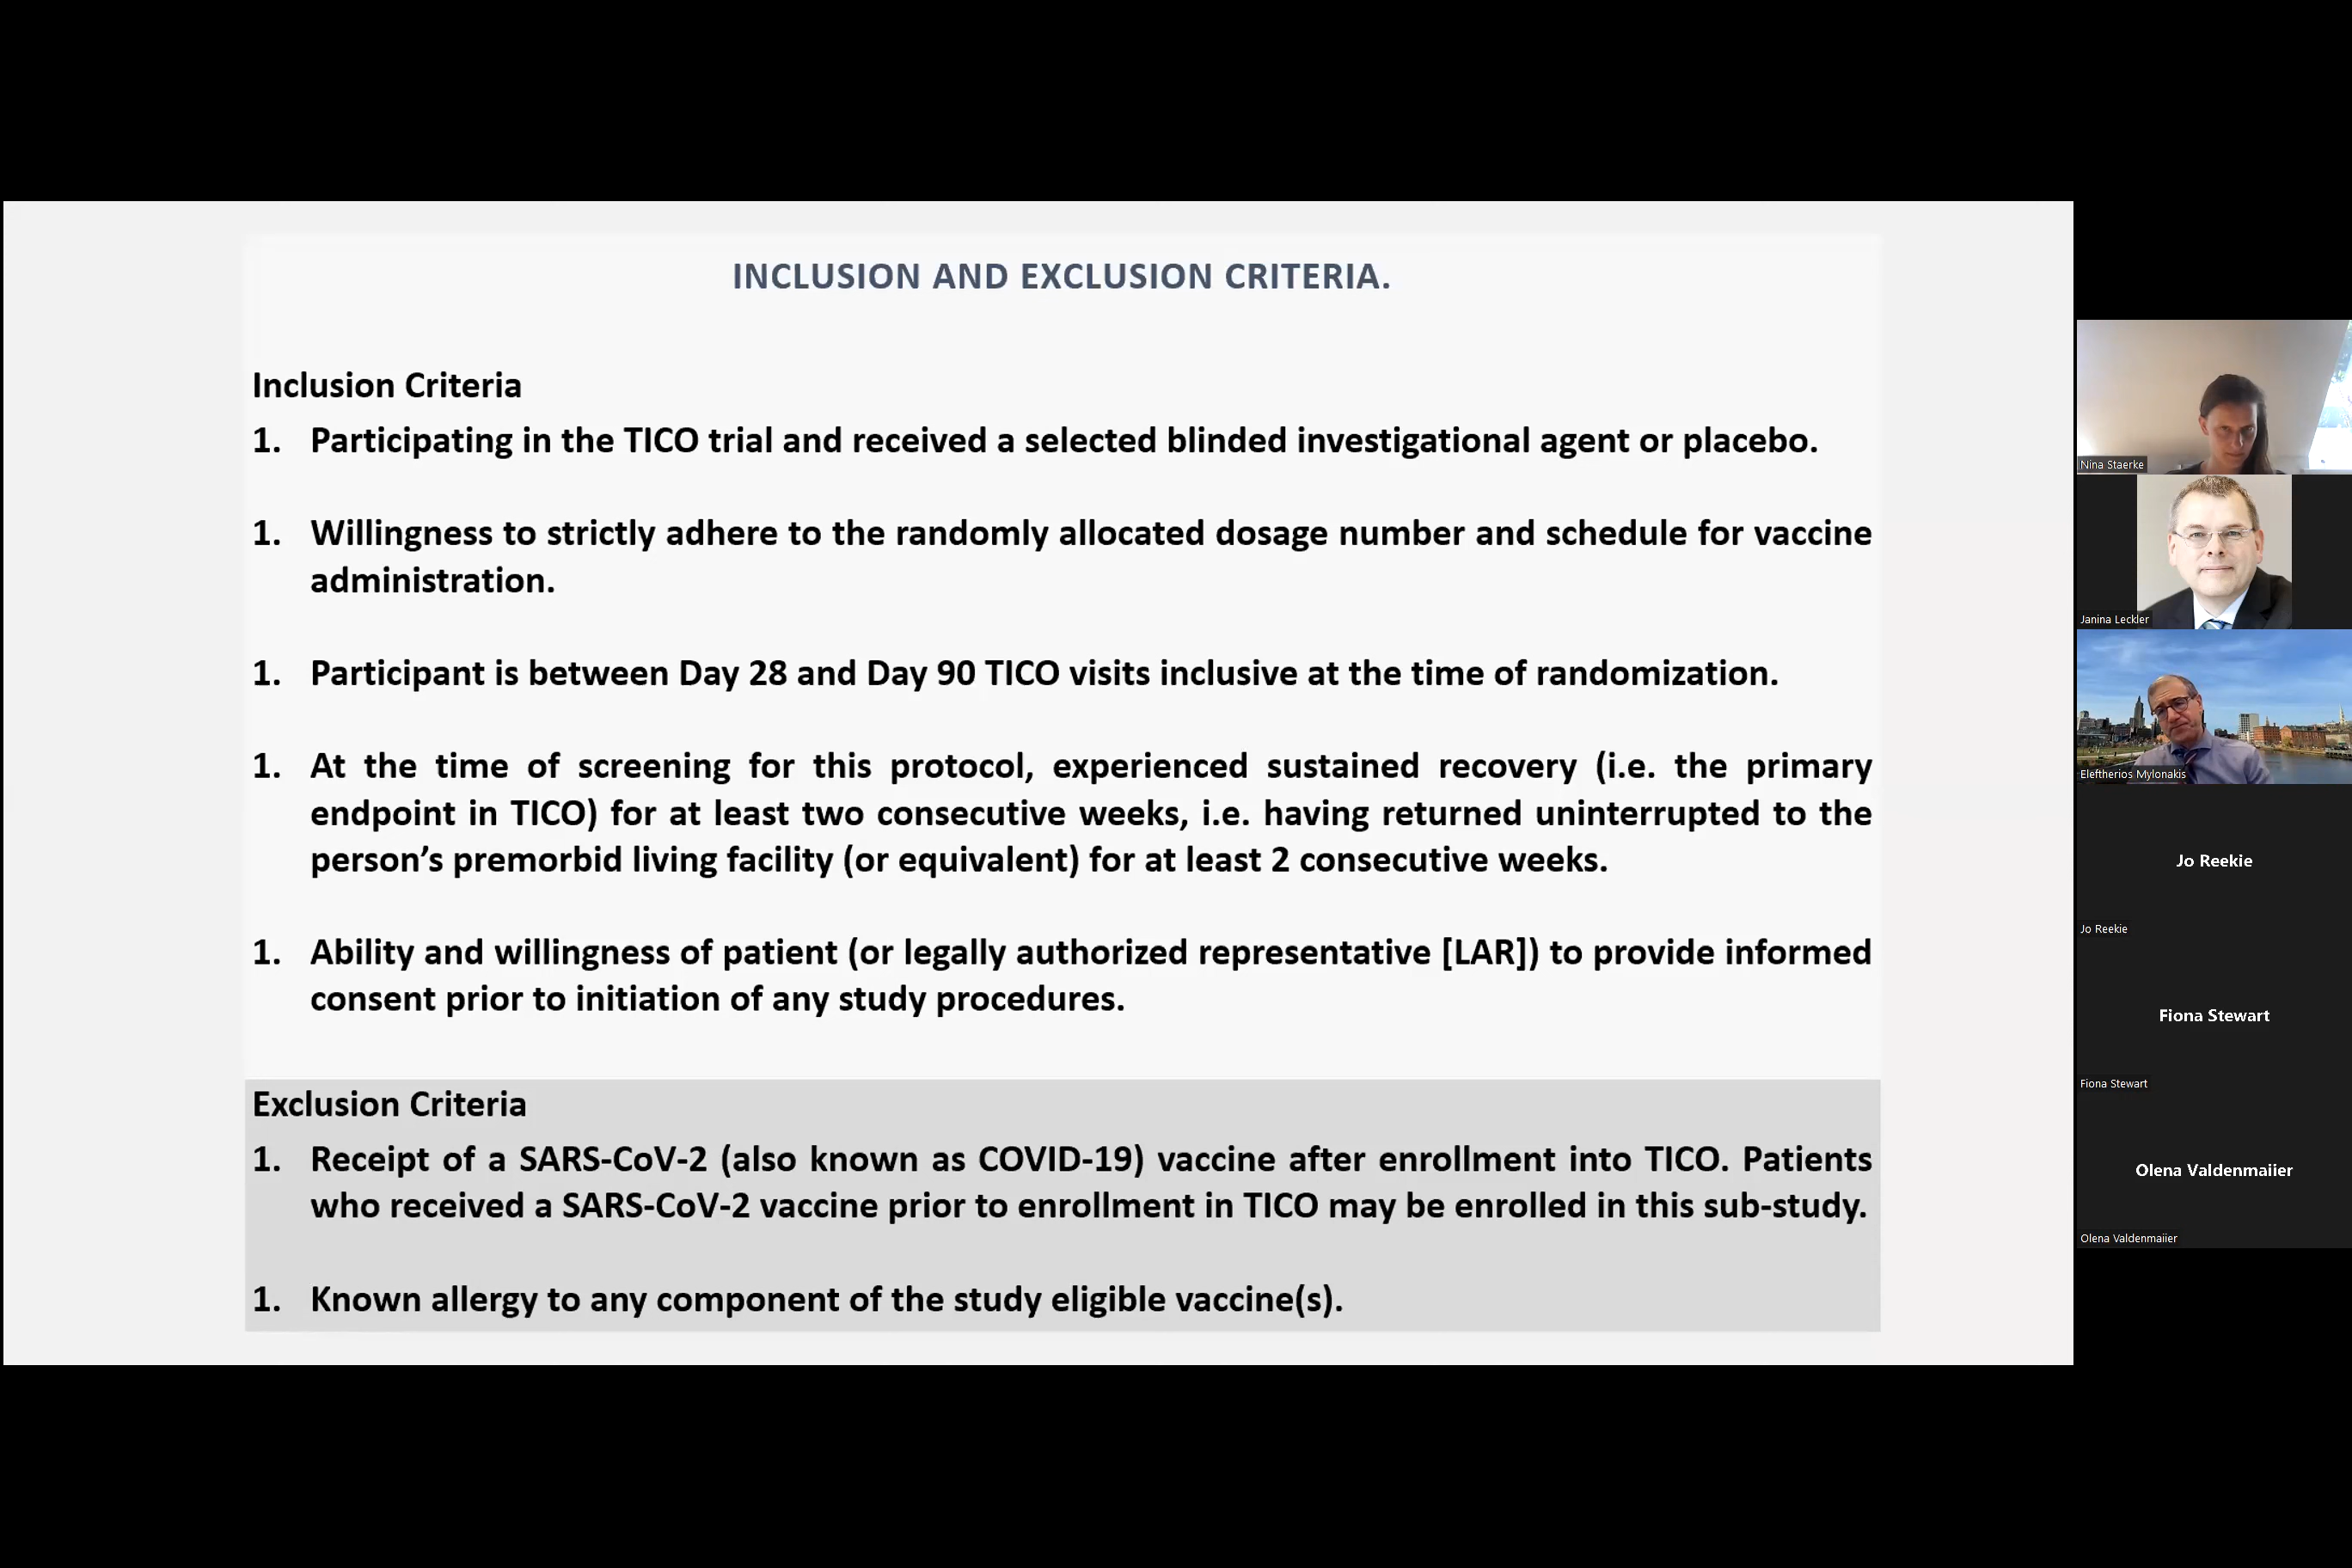 INCLUSION AND EXCLUSION CRITERIA.
Inclusion Criteria
1. Participating in the TICO trial and received a selected blinded investigational agent or placebo.
1. Willingness to strictly adhere to the randomly allocated dosage number and schedule for vaccine
administration.
1. Participant is between Day 28 and Day 90 TICO visits inclusive at the time of randomization.
1. At the time of screening for this protocol, experienced sustained recovery (i.e. the primary
endpoint in TICO) for at least two consecutive weeks, i.e. having returned uninterrupted to the
person’s premorbid living facility (or equivalent) for at least 2 consecutive weeks.
1. Ability and willingness of patient (or legally authorized representative [LAR]) to provide informed
consent prior to initiation of any study procedures.
Exclusion Criteria
1. Receipt of a SARS-CoV-2 (also known as COVID-19) vaccine after enrollment into TICO. Patients
who received a SARS-CoV-2 vaccine prior to enrollment in TICO may be enrolled in this sub-study.
1. Known allergy to any component of the study eligible vaccine(s).
Nina Staerke
Janina Leckler
Eleftherios Mylonakis
Jo Reekie
Jo Reekie
Fiona Stewart
Fiona Stewart
Olena Valdenmaiier
Olena Valdenmaiier